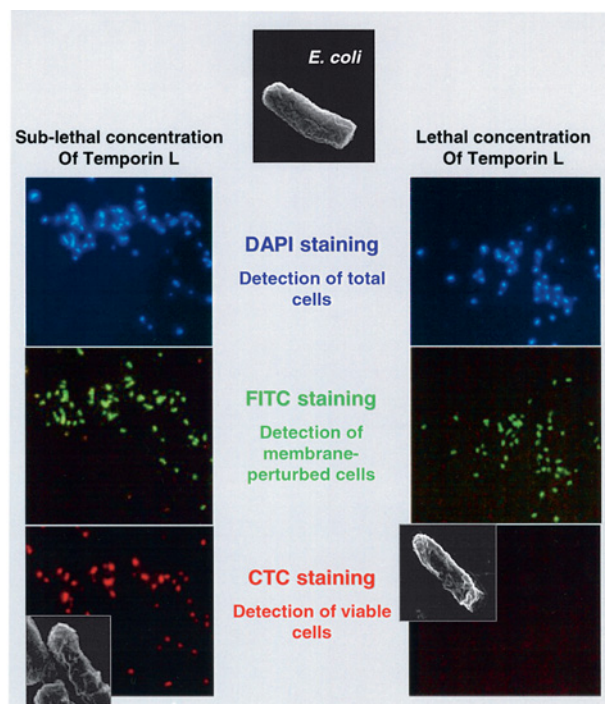 E. coli
Sub-lethal concentration
Of Temporin L
Lethal concentration
Of Temporin L
DAPI staining
Detection of total
cells
FITC staining
Detection of
membrane-
perturbed cells
CTC staining
Detection of viable
cells